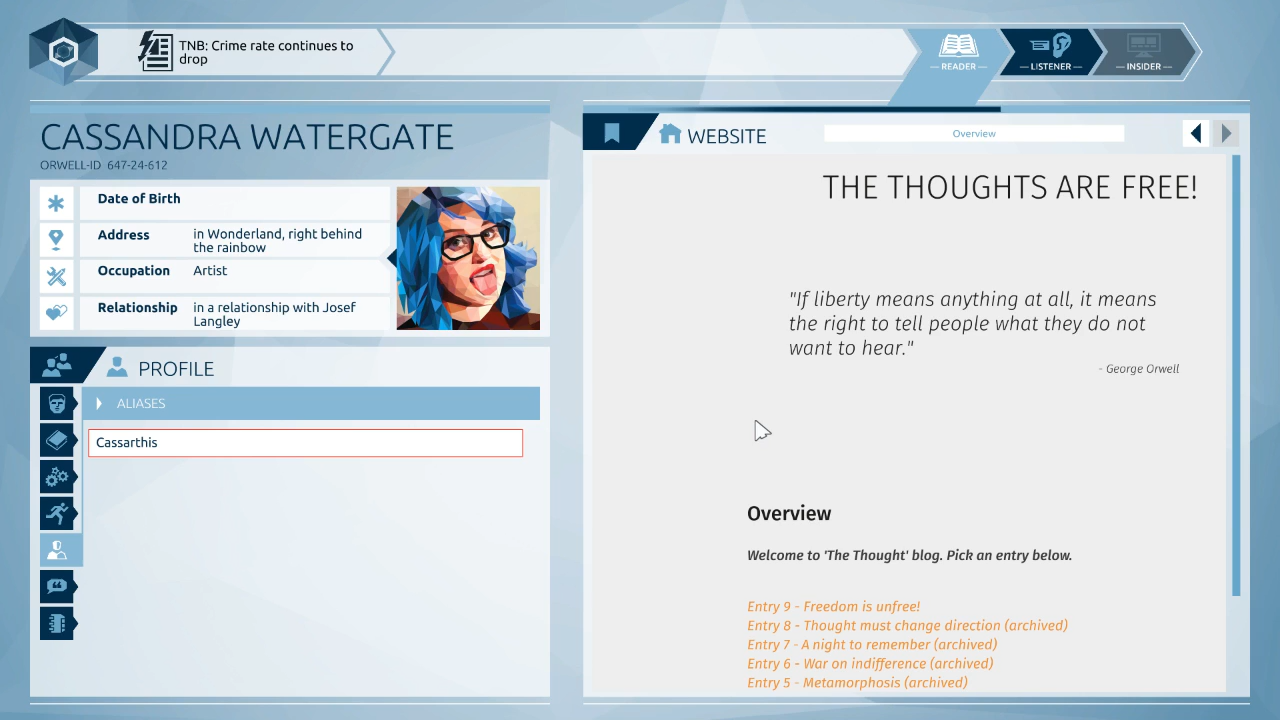 TNB: Crime rate continues to
drop
READER
LISTENER
INSIDER
CASSANDRA WATERGATE
ORWELL-ID 647-24-612
Date of Birth
Address in Wonderland, right behind
the rainbow
Occupation Artist
Relationship in a relationship with Josef
Langley
PROFILE
ALIASES
Cassarthis
WEBSITE
Overview
THE THOUGHTS ARE FREE!
"If liberty means anything at all, it means
the right to tell people what they do not
want to hear."
- George Orwell
Overview
Welcome to 'The Thought' blog. Pick an entry below.
Entry 9 - Freedom is unfree!
Entry 8 - Thought must change direction (archived)
Entry 7 - A night to remember (archived)
Entry 6 - War on indifference (archived)
Entry 5 - Metamorphosis (archived)